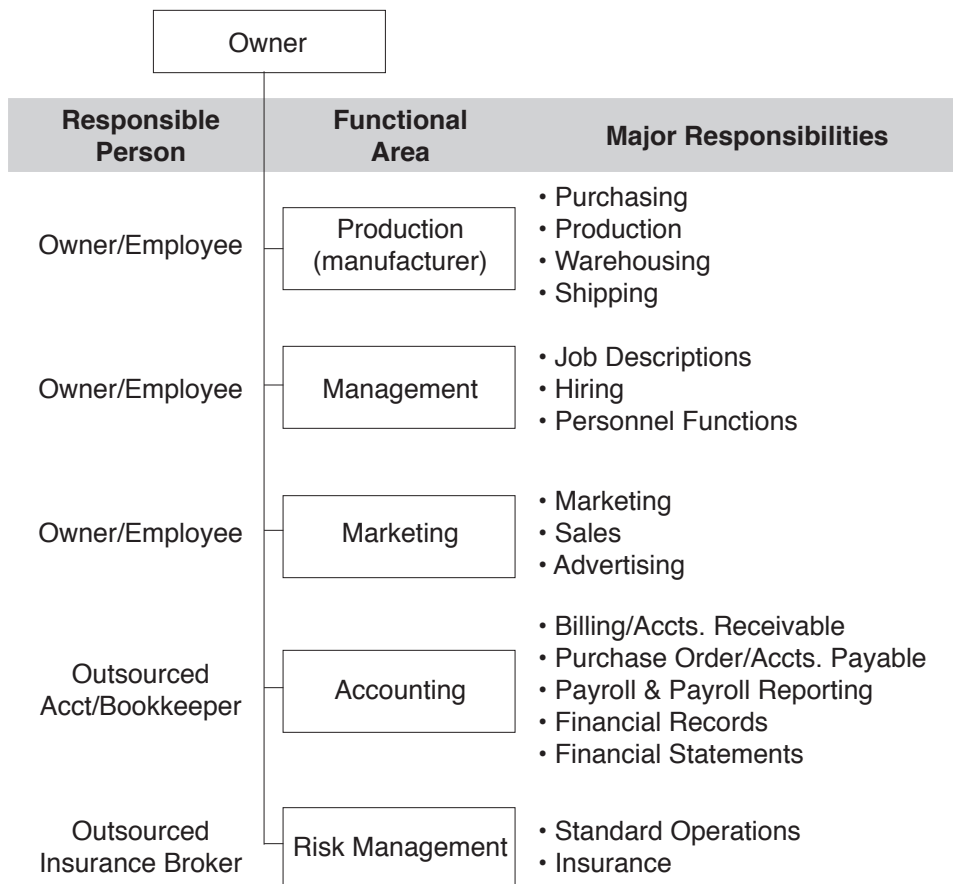 Owner
Responsible
Person
Functional
Area
Major Responsibilities
Owner/Employee
Production
(manufacturer)
• Purchasing
• Production
• Warehousing
• Shipping
Owner/Employee
Management
• Job Descriptions
• Hiring
• Personnel Functions
Owner/Employee
Marketing
• Marketing
• Sales
• Advertising
Outsourced
Acct/Bookkeeper
Accounting
• Billing/Accts. Receivable
• Purchase Order/Accts. Payable
• Payroll & Payroll Reporting
• Financial Records
• Financial Statements
Outsourced
Insurance Broker
Risk Management
• Standard Operations
• Insurance